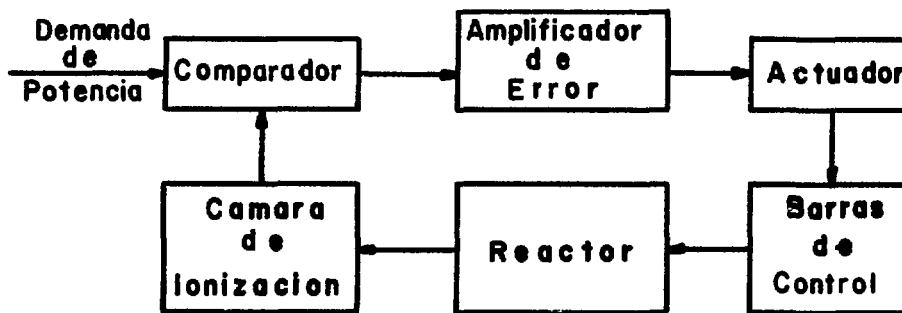 Demanda
de
Potencia
Comparador
Amplificador
de
Error
Actuador
Camara
de
Ionizacion
Reactor
Barras
de
Control